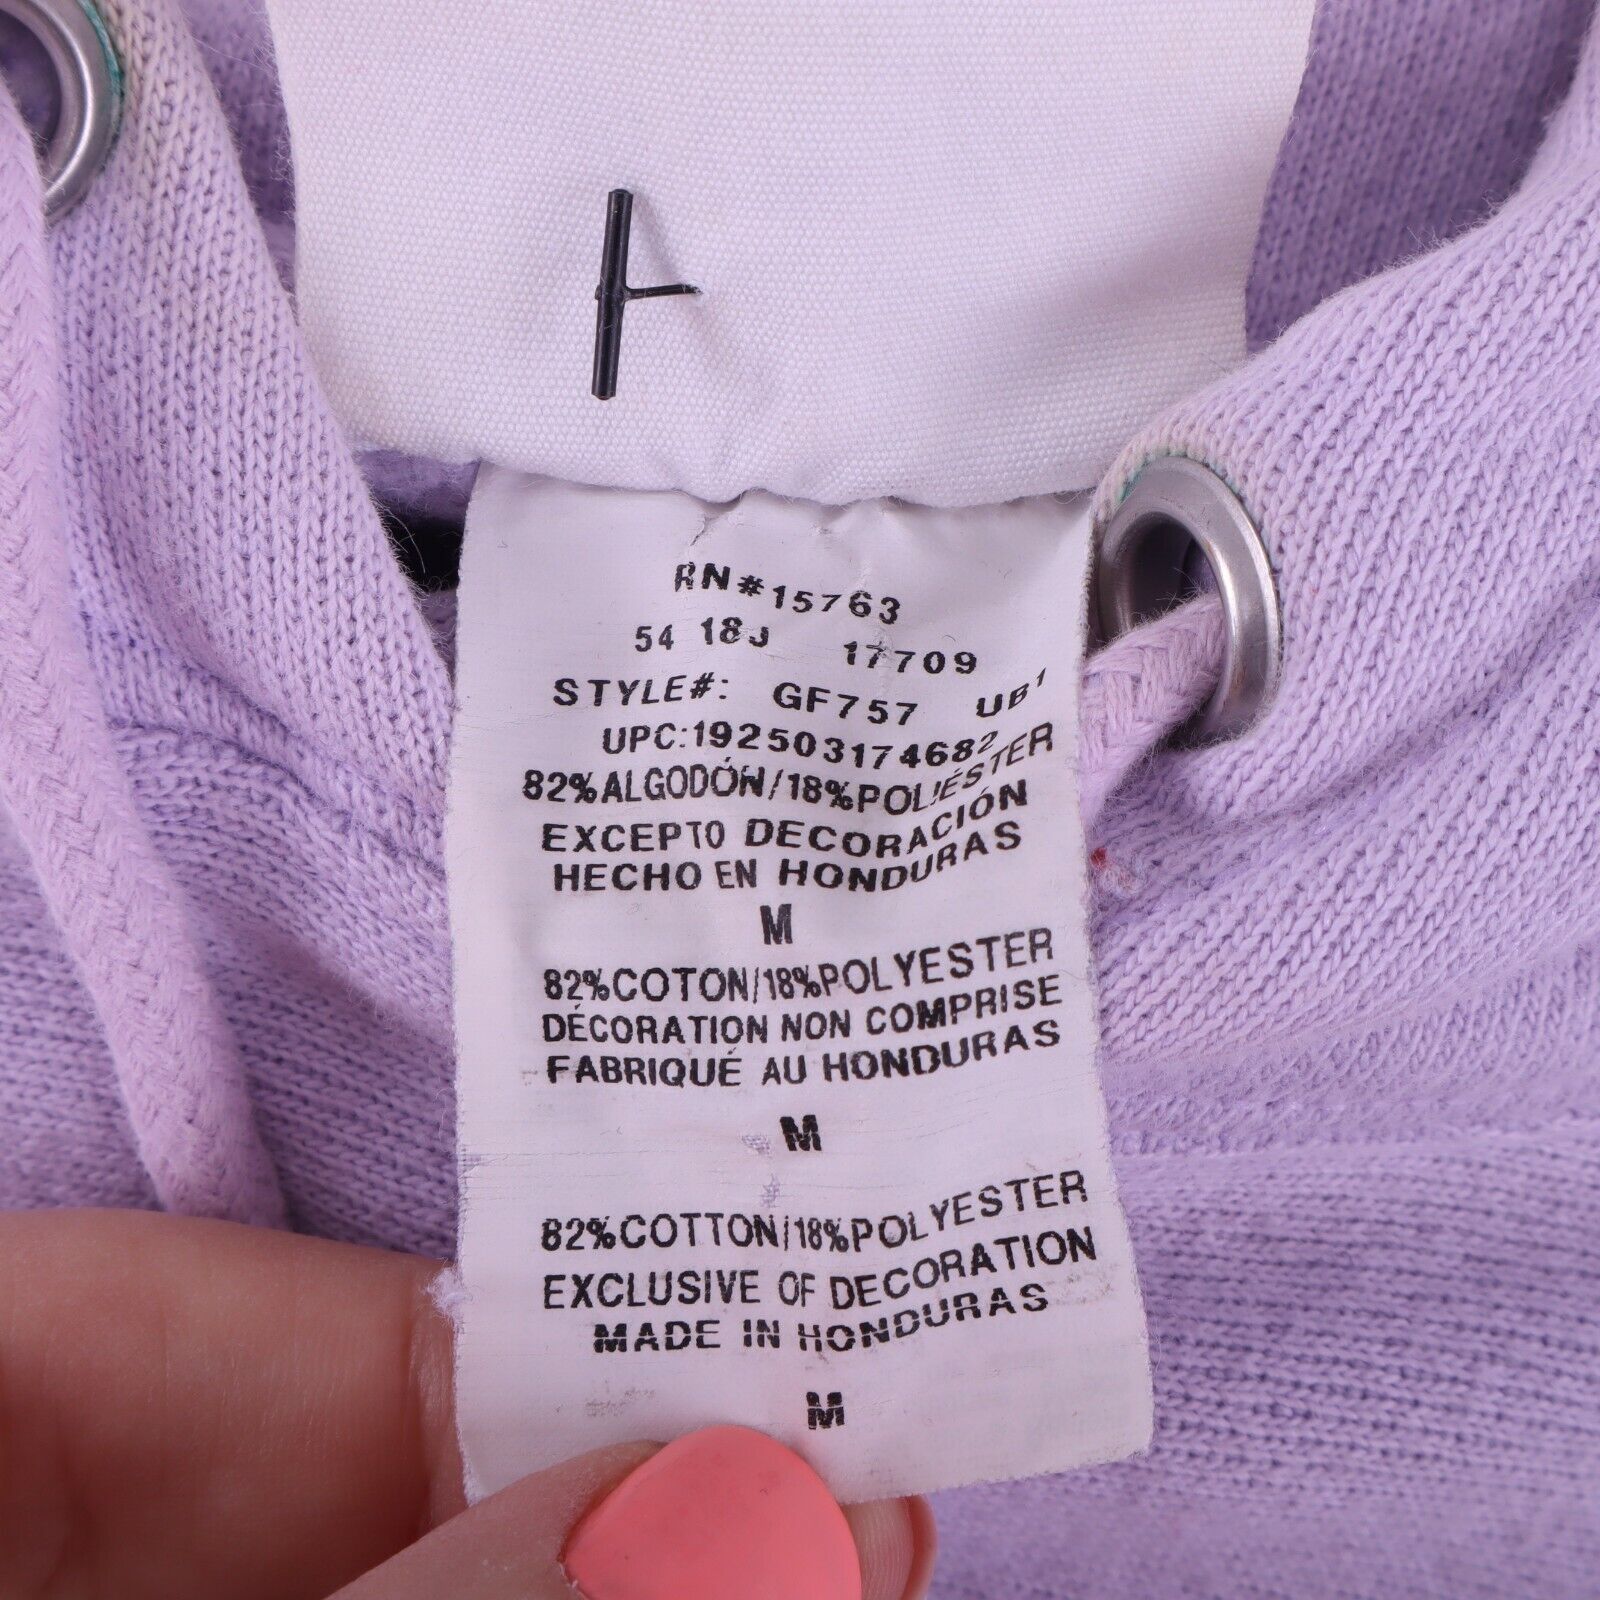 RN#15763
54 18J 17709
STYLE#: GF757 UB1
UPC:192503174682
82%ALGODÓN/18%POLIÉSTER
EXCEPTO DECORACIÓN
HECHO EN HONDURAS
M
82%COTON/18%POLYESTER
DÉCORATION NON COMPRISE
FABRIQUÉ AU HONDURAS
M
82%COTTON/18%POLYESTER
EXCLUSIVE OF DECORATION
MADE IN HONDURAS
M